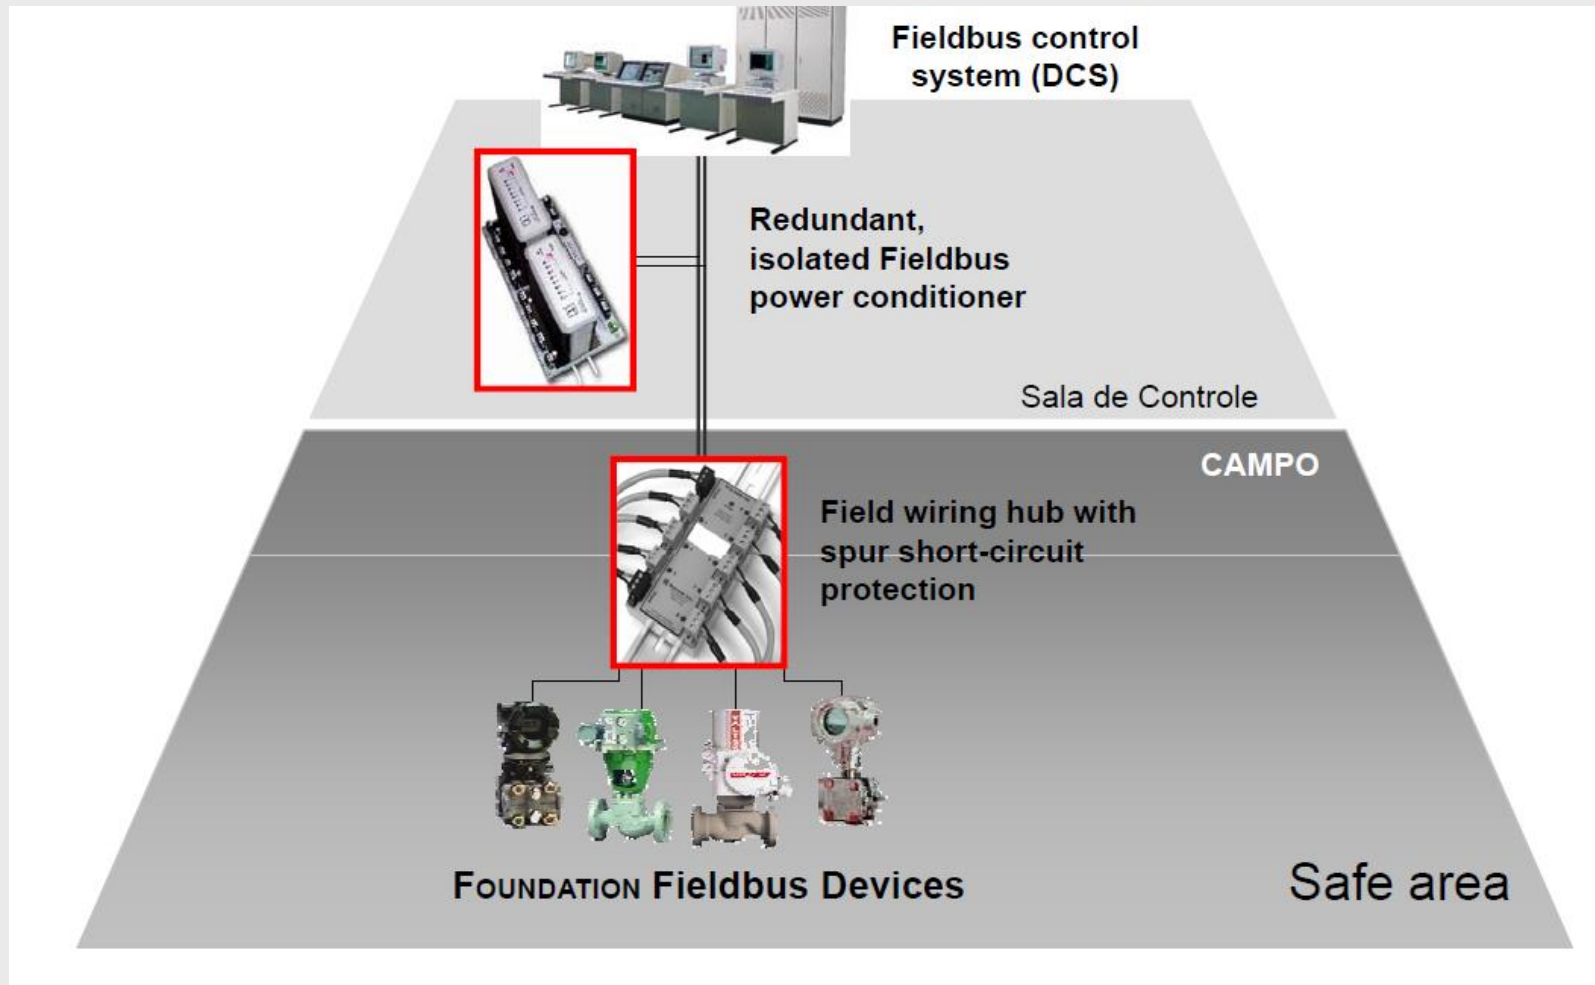 Fieldbus control
system (DCS)
Redundant,
isolated Fieldbus
power conditioner
Sala de Controle
CAMPO
Field wiring hub with
spur short-circuit
protection
FOUNDATION Fieldbus Devices
Safe area